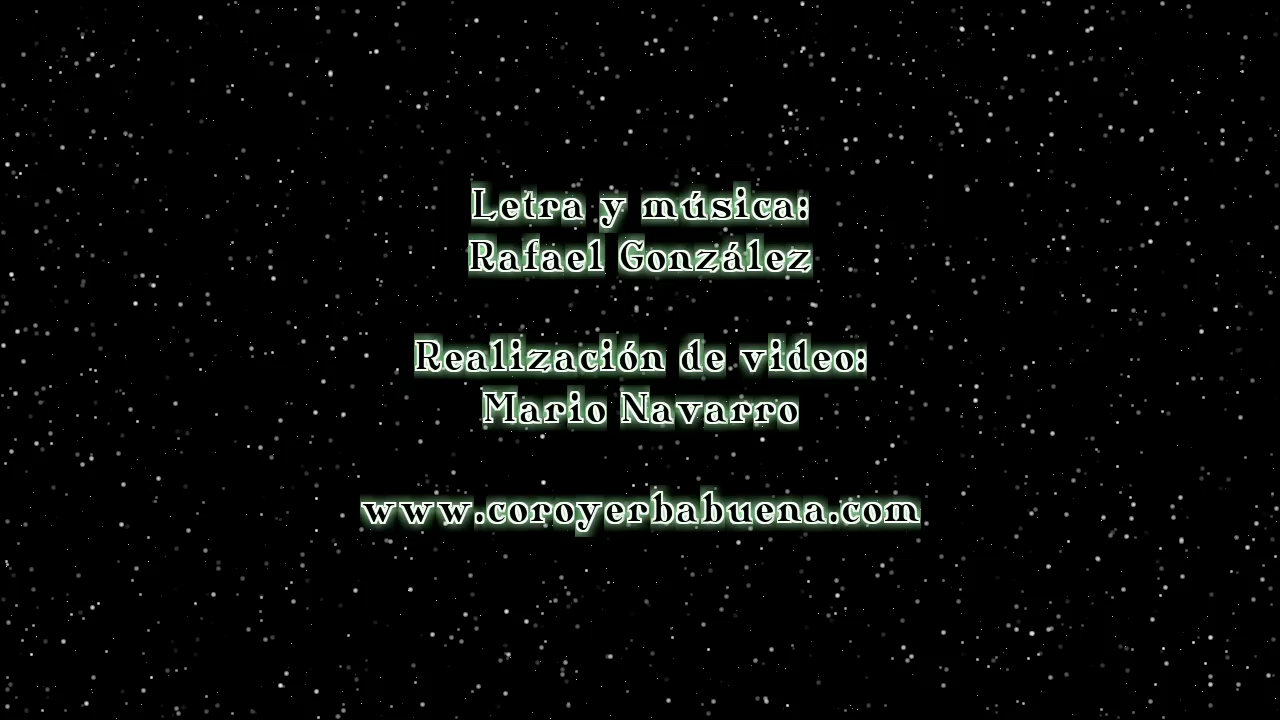 Letra y música:
Rafael González
Realización de video:
Mario Navarro
www.coroyerbabuena.com